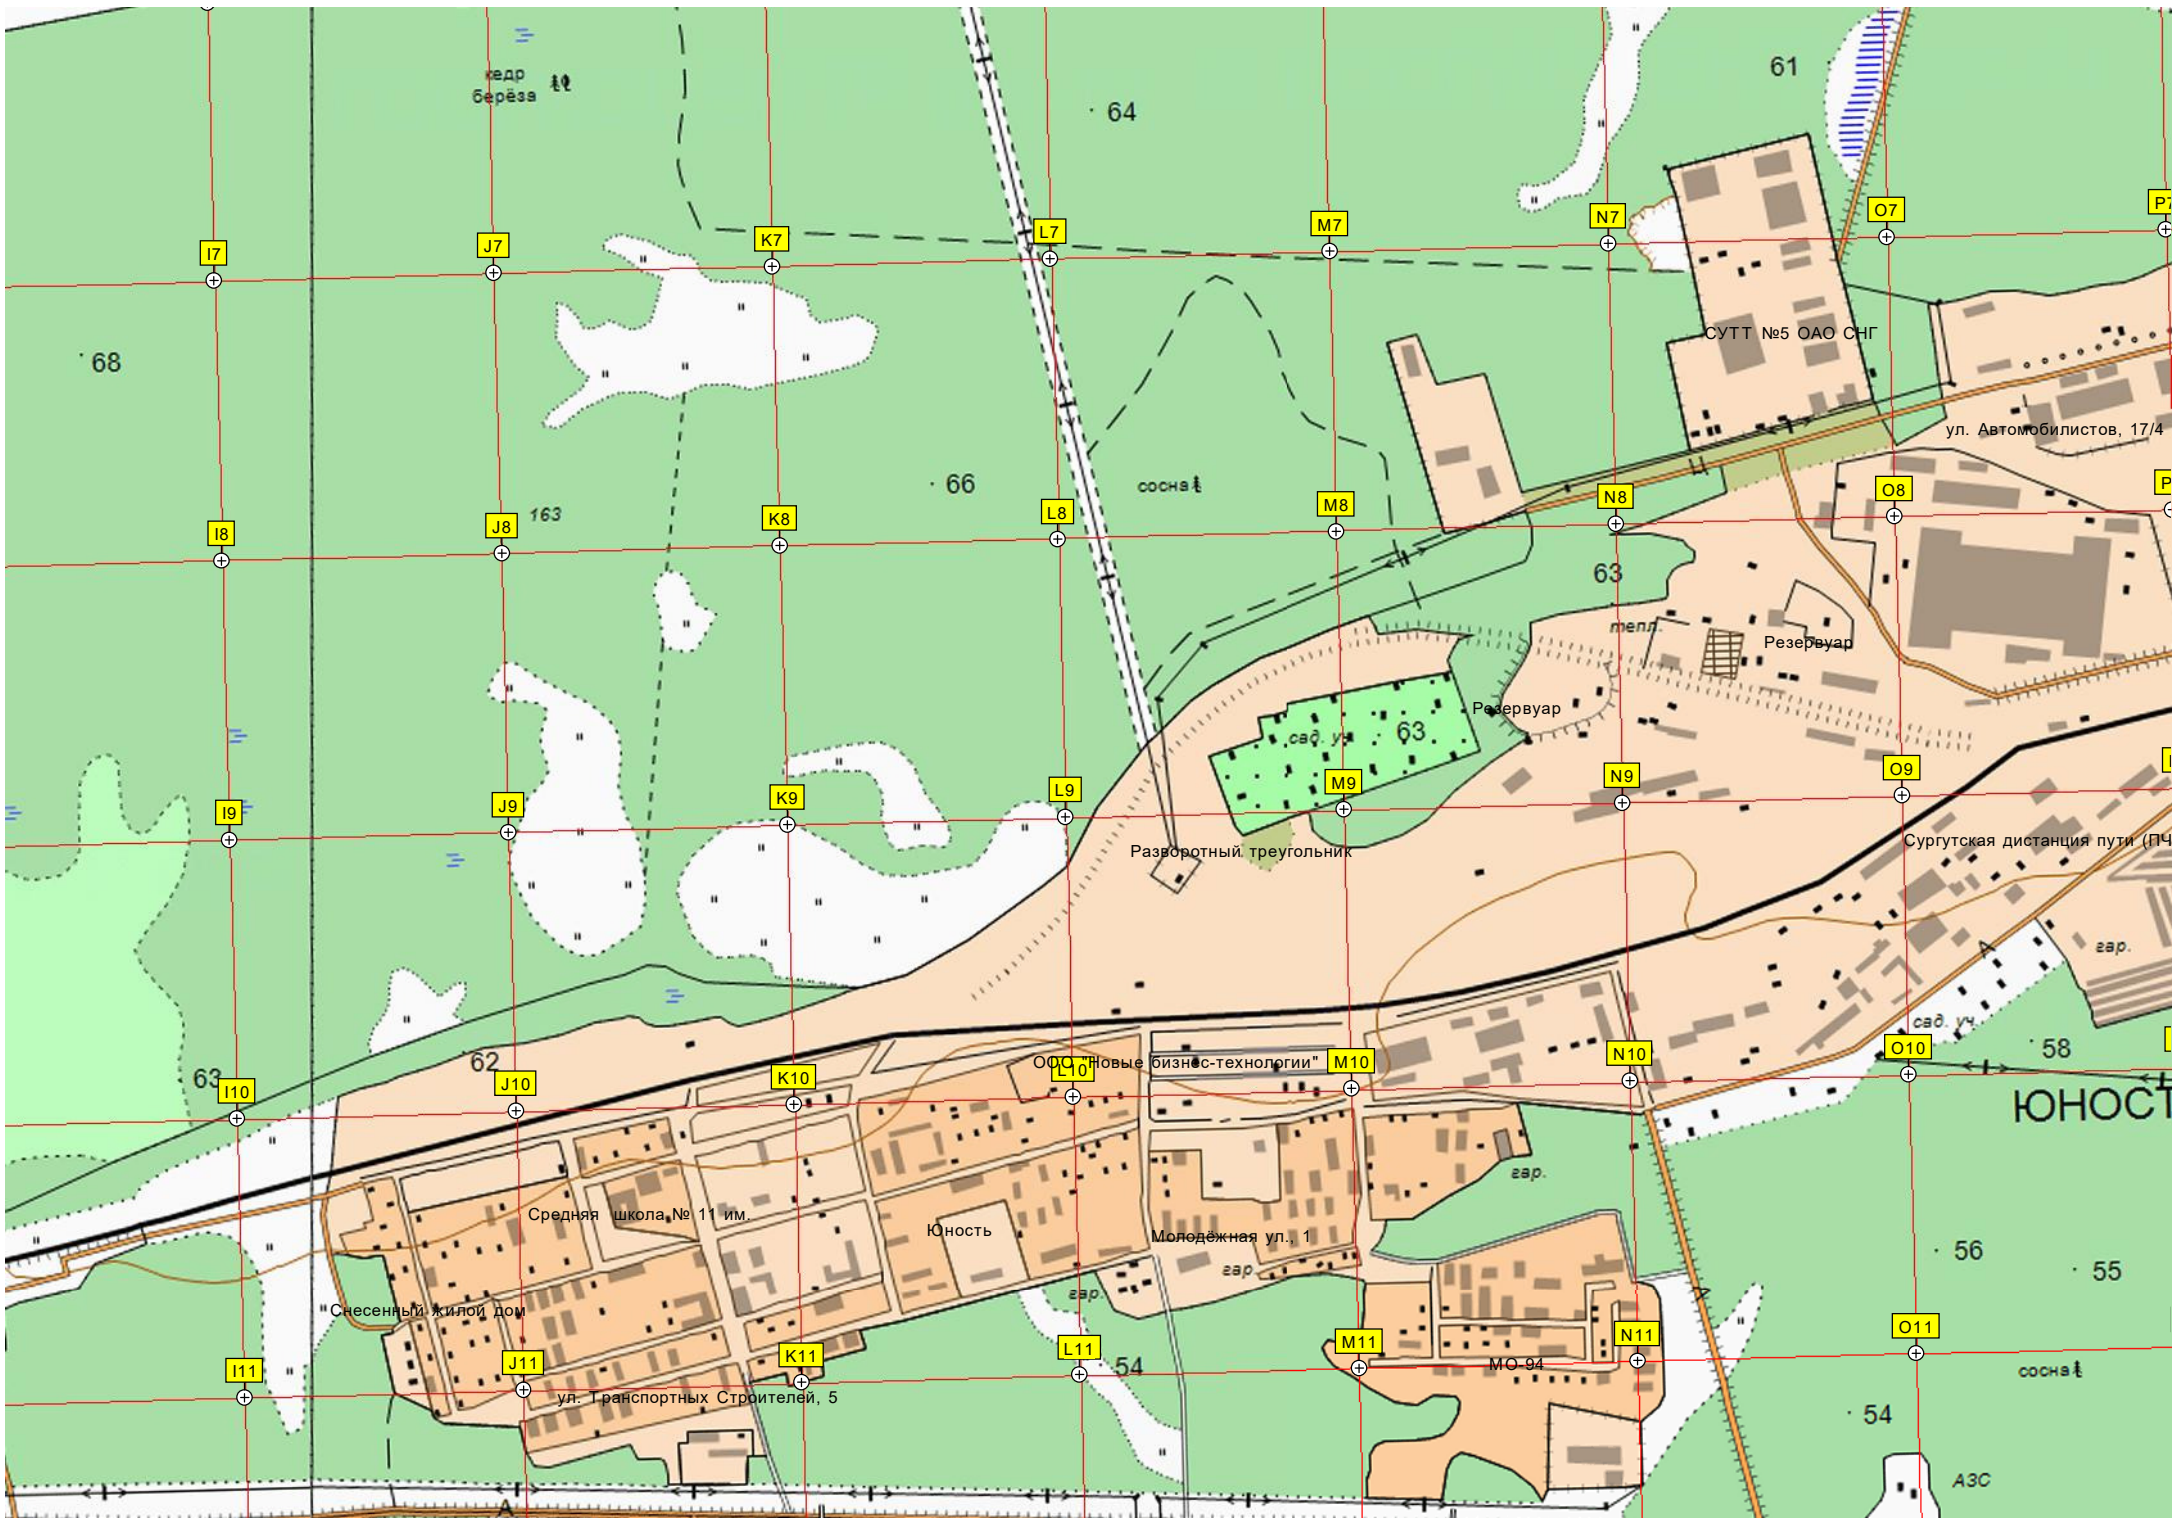 61
кедр
берёза
64
O7
P7
N7
M7
L7
K7
J7
I7
СУТТ №5 ОАО СНГ
68
ул. Автомобилистов, 17/4
66
сосна
O8
N8
M8
L8
K8
J8
163
I8
63
тепл.
Резервуар
Резервуар
сад. уч.
63
O9
N9
M9
L9
K9
J9
I9
Разворотный треугольник
Сургутская дистанция пути (ПЧ
гар.
сад. уч.
58
62
63
ООО "Новые бизнес-технологии"
O10
N10
M10
L10
K10
J10
I10
ЮНОСТ
гар.
Средняя школа № 11 им.
Юность
Молодёжная ул., 1
гар.
56
55
гар.
Снесенный жилой дом
O11
N11
M11
L11
K11
J11
I11
54
МО-94
сосна
ул. Транспортных Строителей, 5
54
АЗС
А